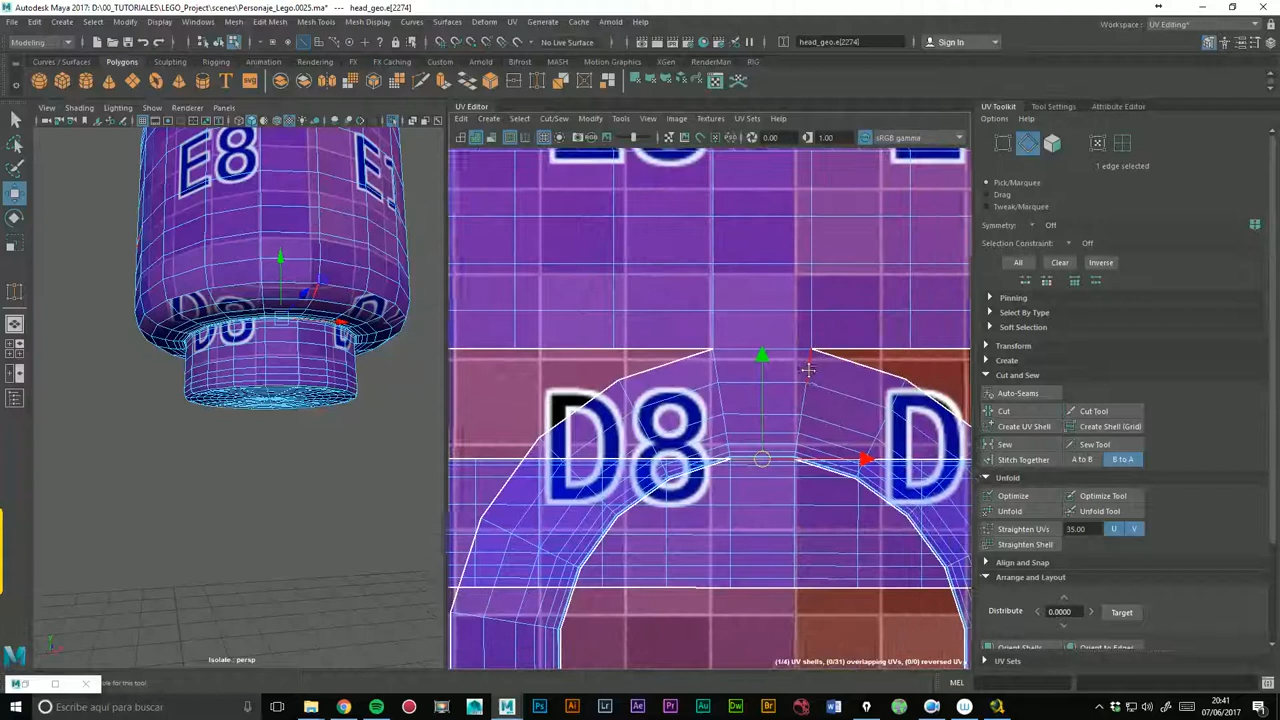 Autodesk Maya 2017: D:\00_TUTORIALES\LEGO_Project\scenes\Personaje_Lego.0025.ma*   ---   head_geo.e[2274]
File Edit Create Select Modify Display Windows Mesh Edit Mesh Mesh Tools Mesh Display Curves Surfaces Deform UV Generate Cache Arnold Help
Workspace : UV Editing*
Modeling No Live Surface head_geo.e[2274] Sign In
Curves / Surfaces Polygons Sculpting Rigging Animation Rendering FX FX Caching Custom Arnold Bifrost MASH Motion Graphics XGen RenderMan RIG
T svg
View Shading Lighting Show Renderer Panels
UV Editor
UV Toolkit Tool Settings Attribute Editor
Edit Create Select Cut/Sew Modify Tools View Image Textures UV Sets Help
Options Help
0.00 1.00 sRGB gamma
E8
D8
D8
D
1 edge selected
Pick/Marquee
Drag
Tweak/Marquee
Symmetry: Off
Selection Constraint: Off
All Clear Inverse
Pinning
Select By Type
Soft Selection
Transform
Create
Cut and Sew
Auto-Seams
Cut Cut Tool
Create UV Shell Create Shell (Grid)
Sew Sew Tool
Stitch Together A to B B to A
Unfold
Optimize Optimize Tool
Unfold Unfold Tool
Straighten UVs 35.00 U V
Straighten Shell
Align and Snap
Arrange and Layout
Distribute 0.0000 Target
Orient Shells Orient to Edges
UV Sets
Isolate : persp
(1/4) UV shells, (0/31) overlapping UVs, (0/0) reversed UV
MEL
Escribe aquí para buscar
20:41
07/06/2017